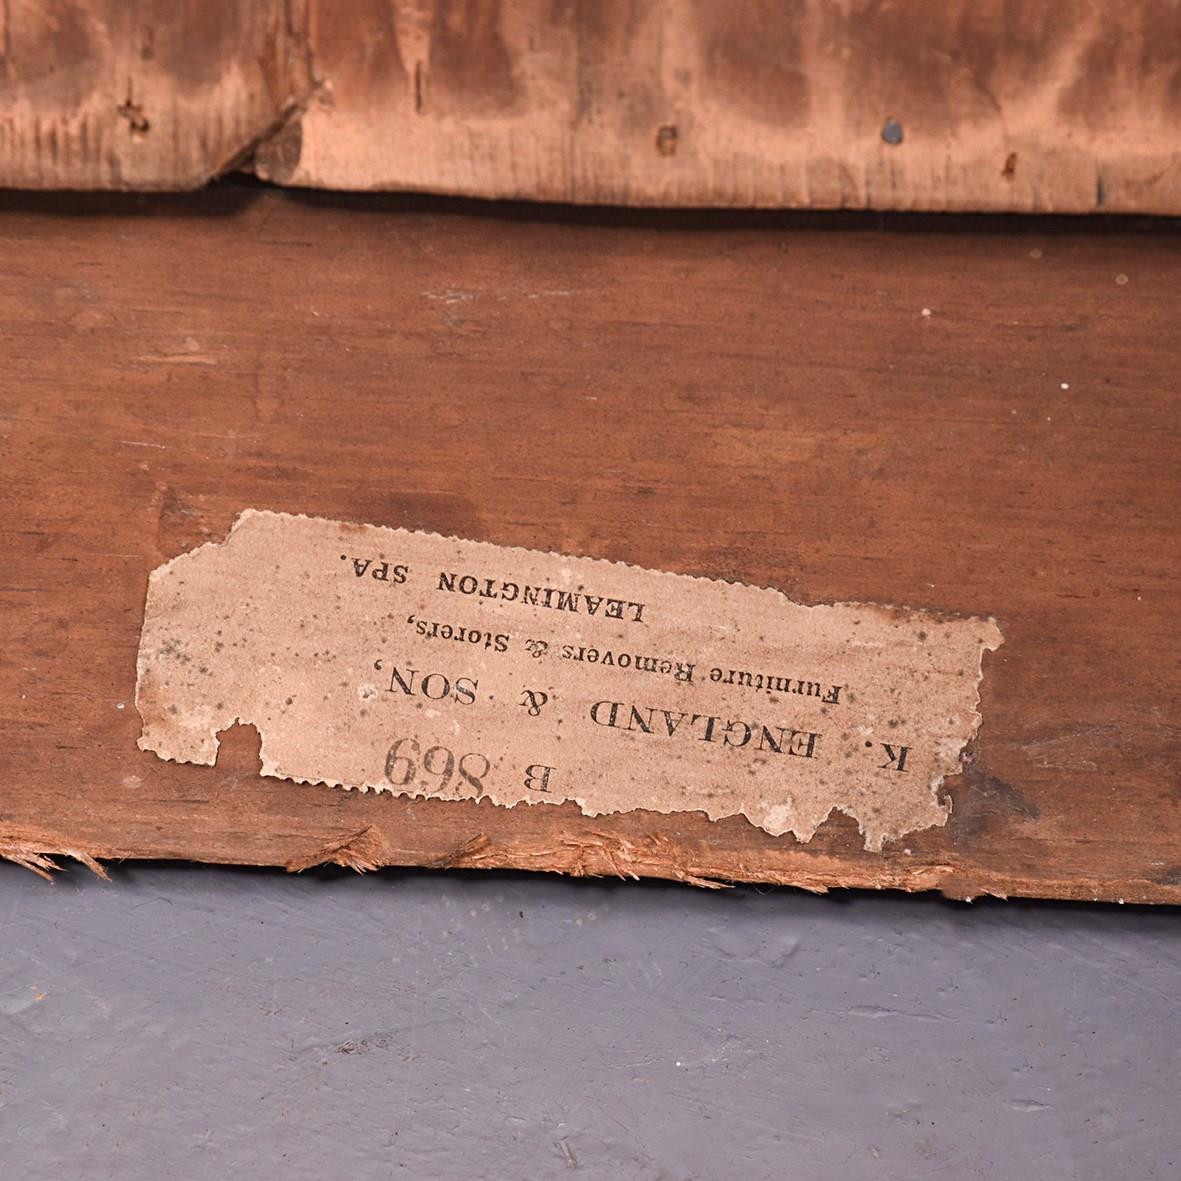 B 869
K. ENGLAND & SON,
Furniture Removers & Storers,
LEAMINGTON SPA.